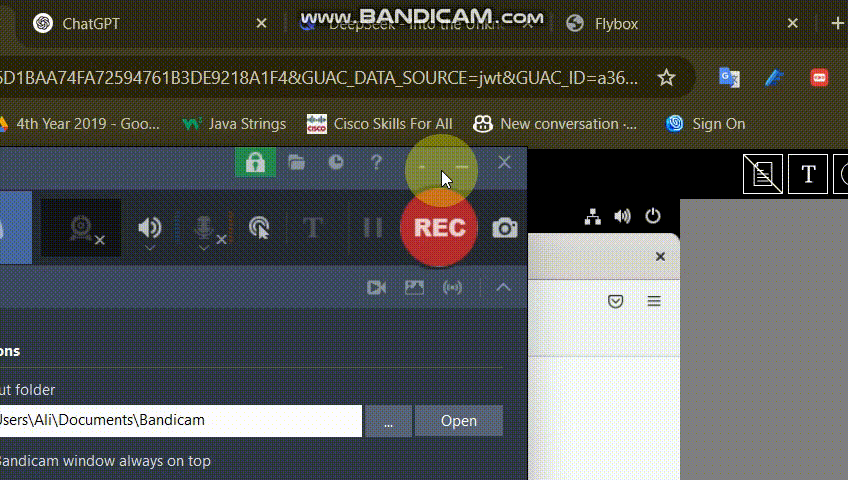 www.BANDICAM.com
ChatGPT
DeepSeek - Into the Unkn
Flybox
6D1BAA74FA72594761B3DE9218A1F4&GUAC_DATA_SOURCE=jwt&GUAC_ID=a36...
4th Year 2019 - Goo...
Java Strings
CISCO
Cisco Skills For All
New conversation ·...
Sign On
T
REC
T
ons
ut folder
Users\Ali\Documents\Bandicam
...
Open
Bandicam window always on top